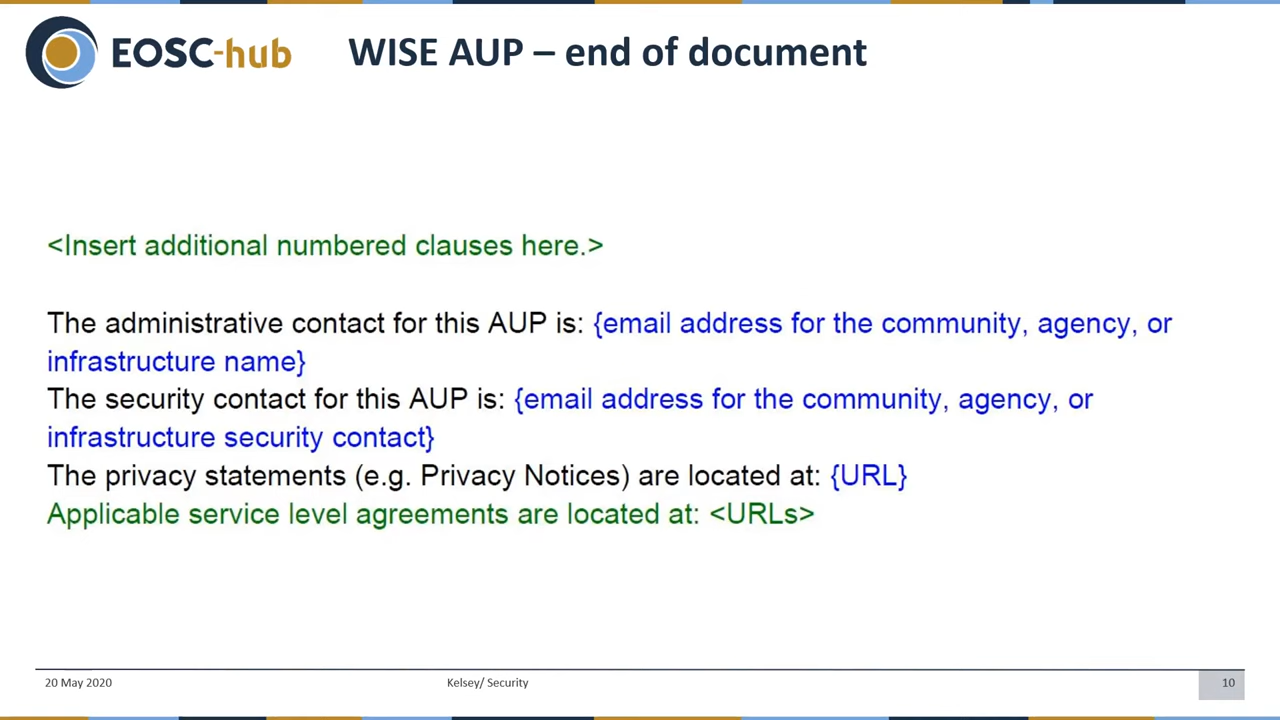 EOSC-hub
WISE AUP – end of document
<Insert additional numbered clauses here.>
The administrative contact for this AUP is: {email address for the community, agency, or
infrastructure name}
The security contact for this AUP is: {email address for the community, agency, or
infrastructure security contact}
The privacy statements (e.g. Privacy Notices) are located at: {URL}
Applicable service level agreements are located at: <URLs>
20 May 2020
Kelsey/ Security
10